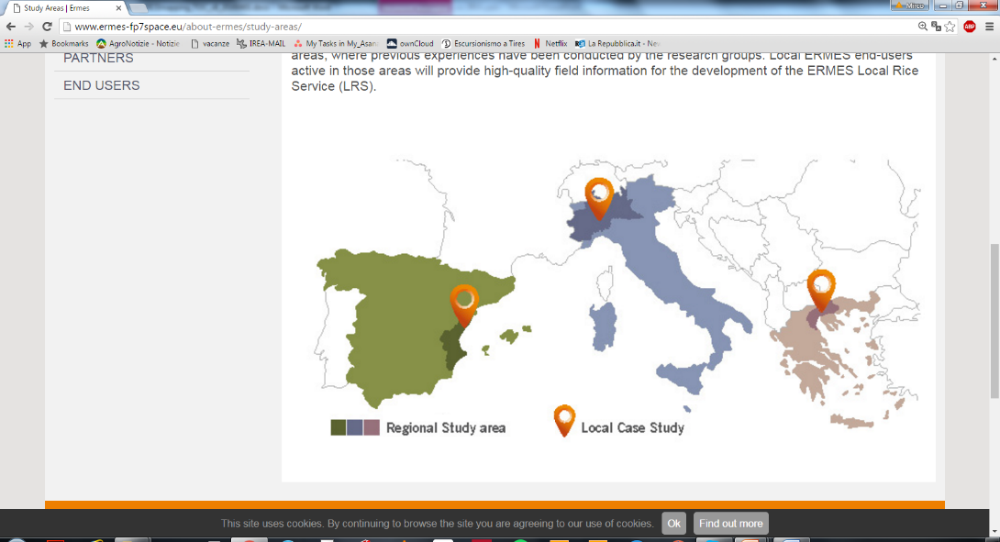 Study Areas | Ermes
Mirco
www.ermes-fp7space.eu/about-ermes/study-areas/
ABP
App Bookmarks AgroNotizie - Notizie vacanze IREA-MAIL My Tasks in My_Asana ownCloud Escursionismo a Tires Netflix La Repubblica.it - Nev
PARTNERS
END USERS
areas, where previous experiences have been conducted by the research groups. Local ERMES end-users
active in those areas will provide high-quality field information for the development of the ERMES Local Rice
Service (LRS).
Regional Study area
Local Case Study
This site uses cookies. By continuing to browse the site you are agreeing to our use of cookies. Ok Find out more